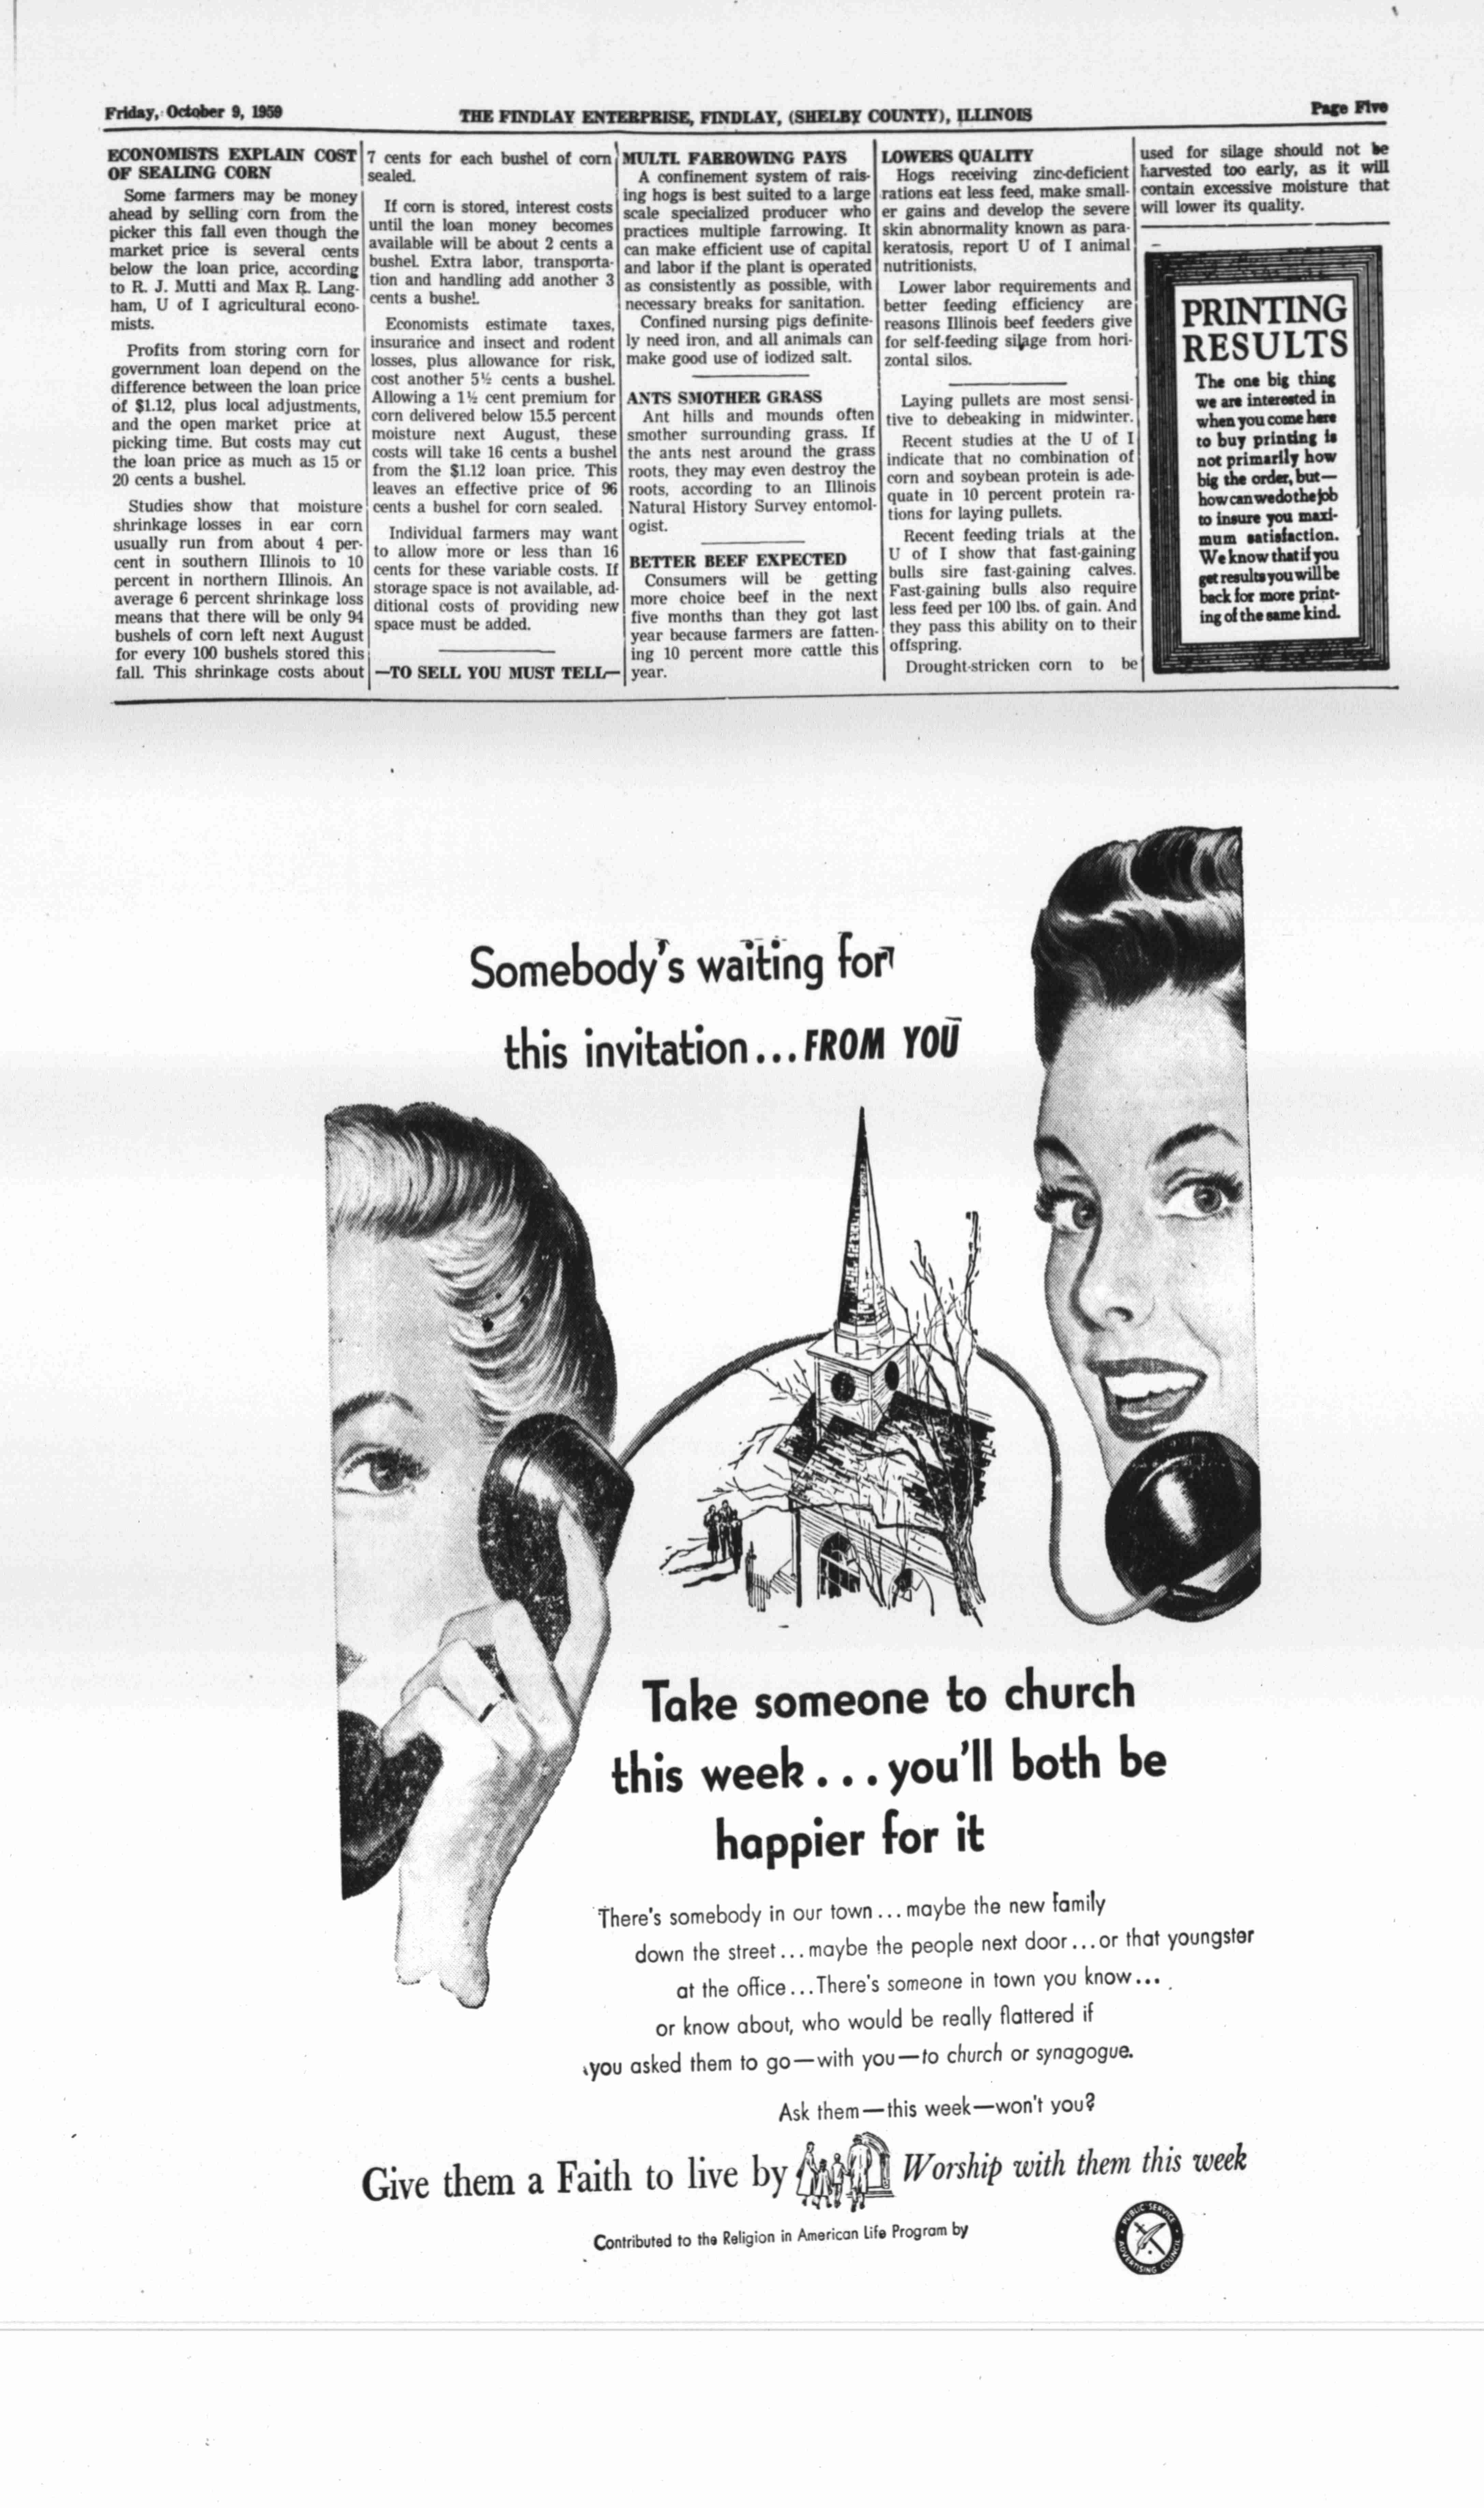 Friday, October 9, 1959
THE FINDLAY ENTERPRISE, FINDLAY, (SHELBY COUNTY), ILLINOIS
Page Five
ECONOMISTS EXPLAIN COST
OF SEALING CORN
Some farmers may be money
ahead by selling corn from the
picker this fall even though the
market price is several cents
below the loan price, according
to R. J. Mutti and Max R. Lang-
ham, U of I agricultural econo-
mists.
Profits from storing corn for
government loan depend on the
difference between the loan price
of $1.12, plus local adjustments,
and the open market price at
picking time. But costs may cut
the loan price as much as 15 or
20 cents a bushel.
Studies show that moisture
shrinkage losses in ear corn
usually run from about 4 per-
cent in southern Illinois to 10
percent in northern Illinois. An
average 6 percent shrinkage loss
means that there will be only 94
bushels of corn left next August
for every 100 bushels stored this
fall. This shrinkage costs about
7 cents for each bushel of corn
sealed.
If corn is stored, interest costs
until the loan money becomes
available will be about 2 cents a
bushel. Extra labor, transporta-
tion and handling add another 3
cents a bushel.
Economists estimate taxes,
insurance and insect and rodent
losses, plus allowance for risk,
cost another 5½ cents a bushel.
Allowing a 1½ cent premium for
corn delivered below 15.5 percent
moisture next August, these
costs will take 16 cents a bushel
from the $1.12 loan price. This
leaves an effective price of 96
cents a bushel for corn sealed.
Individual farmers may want
to allow more or less than 16
cents for these variable costs. If
storage space is not available, ad-
ditional costs of providing new
space must be added.
—TO SELL YOU MUST TELL—
MULTI. FARROWING PAYS
A confinement system of rais-
ing hogs is best suited to a large
scale specialized producer who
practices multiple farrowing. It
can make efficient use of capital
and labor if the plant is operated
as consistently as possible, with
necessary breaks for sanitation.
Confined nursing pigs definite-
ly need iron, and all animals can
make good use of iodized salt.
ANTS SMOTHER GRASS
Ant hills and mounds often
smother surrounding grass. If
the ants nest around the grass
roots, they may even destroy the
roots, according to an Illinois
Natural History Survey entomol-
ogist.
BETTER BEEF EXPECTED
Consumers will be getting
more choice beef in the next
five months than they got last
year because farmers are fatten-
ing 10 percent more cattle this
year.
LOWERS QUALITY
Hogs receiving zinc-deficient
rations eat less feed, make small-
er gains and develop the severe
skin abnormality known as para-
keratosis, report U of I animal
nutritionists.
Lower labor requirements and
better feeding efficiency are
reasons Illinois beef feeders give
for self-feeding silage from hori-
zontal silos.
Laying pullets are most sensi-
tive to debeaking in midwinter.
Recent studies at the U of I
indicate that no combination of
corn and soybean protein is ade-
quate in 10 percent protein ra-
tions for laying pullets.
Recent feeding trials at the
U of I show that fast-gaining
bulls sire fast-gaining calves.
Fast-gaining bulls also require
less feed per 100 lbs. of gain. And
they pass this ability on to their
offspring.
Drought-stricken corn to be
used for silage should not be
harvested too early, as it will
contain excessive moisture that
will lower its quality.
PRINTING
RESULTS
The one big thing
we are interested in
when you come here
to buy printing is
not primarily how
big the order, but—
how can we do the job
to insure you maxi-
mum satisfaction.
We know that if you
get results you will be
back for more print-
ing of the same kind.
Somebody's waiting for
this invitation...FROM YOU
Take someone to church
this week...you'll both be
happier for it
There's somebody in our town...maybe the new family
down the street...maybe the people next door...or that youngster
at the office...There's someone in town you know...
or know about, who would be really flattered if
you asked them to go—with you—to church or synagogue.
Ask them—this week—won't you?
Give them a Faith to live by Worship with them this week
Contributed to the Religion in American Life Program by
PUBLIC SERVICE
ADVERTISING COUNCIL